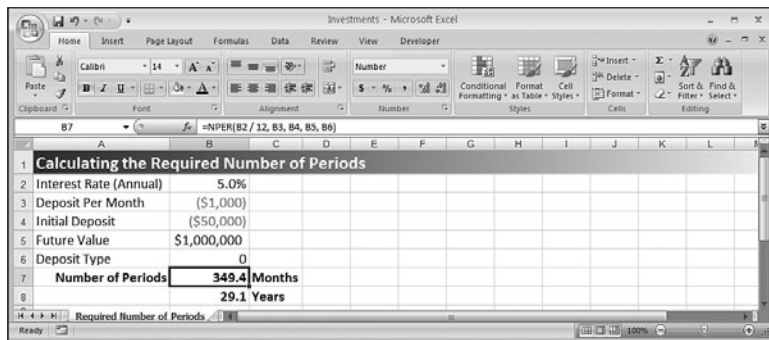 Investments - Microsoft Excel
Home Insert Page Layout Formulas Data Review View Developer
Calibri 14 A A Number Insert Σ
Paste B I U A $ % , Conditional Formatting Format as Table Cell Styles Delete Format Sort & Filter Find & Select
Clipboard Font Alignment Number Styles Cells Editing
B7 fx =NPER(B2 / 12, B3, B4, B5, B6)
A B C D E F G H I J K L
1 Calculating the Required Number of Periods
2 Interest Rate (Annual) 5.0%
3 Deposit Per Month ($1,000)
4 Initial Deposit ($50,000)
5 Future Value $1,000,000
6 Deposit Type 0
7 Number of Periods 349.4 Months
8 29.1 Years
Required Number of Periods
Ready 100%